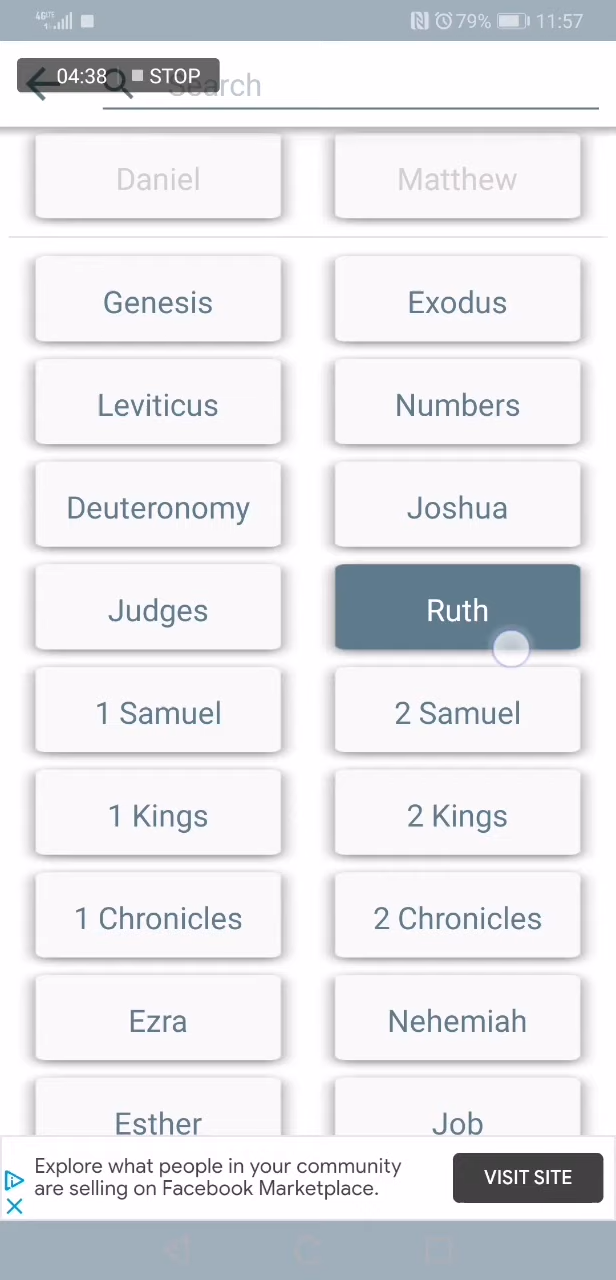 4G LTE 79% 11:57
04:38 STOP Search
Daniel Matthew
Genesis Exodus
Leviticus Numbers
Deuteronomy Joshua
Judges Ruth
1 Samuel 2 Samuel
1 Kings 2 Kings
1 Chronicles 2 Chronicles
Ezra Nehemiah
Esther Job
Explore what people in your community
are selling on Facebook Marketplace.
VISIT SITE